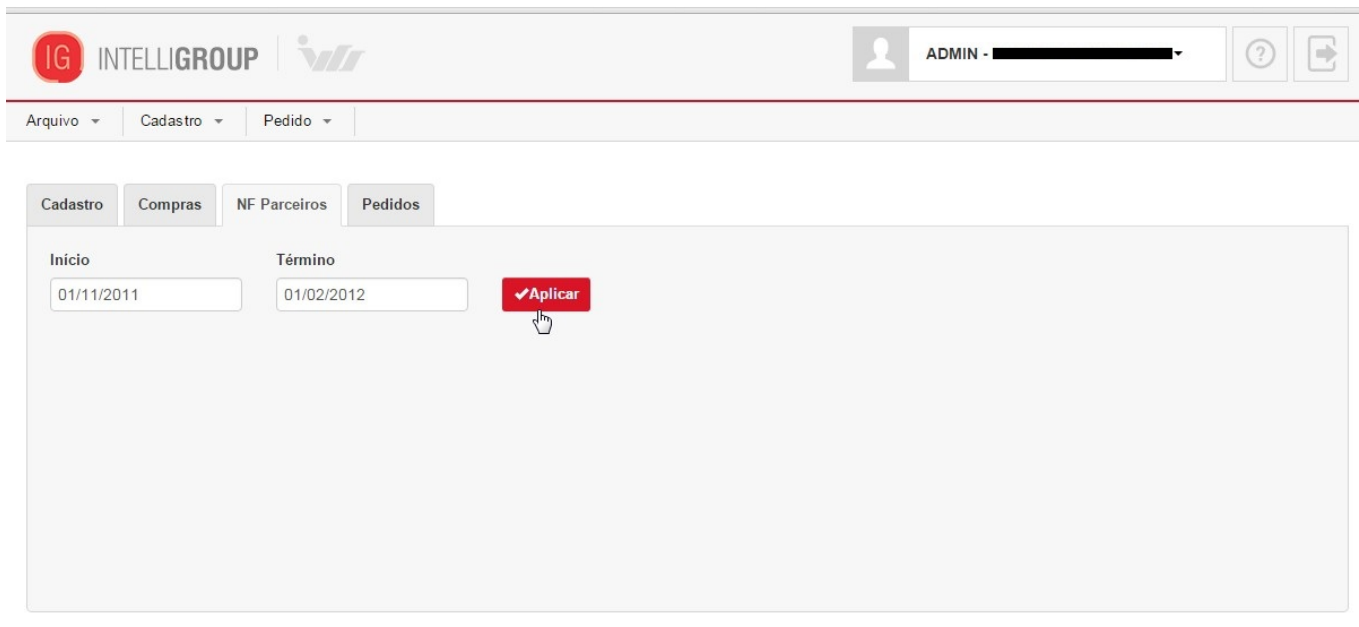 IG INTELLIGROUP
ADMIN -
?
Arquivo Cadastro Pedido
Cadastro Compras NF Parceiros Pedidos
Início Término
01/11/2011 01/02/2012 Aplicar